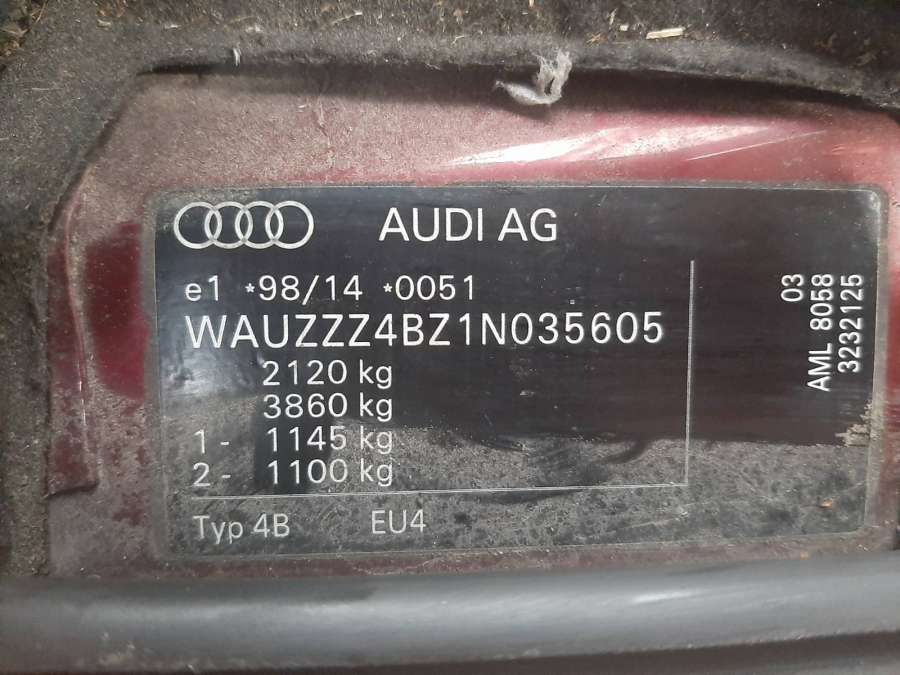 AUDI AG
e1 *98/14 *0051
WAUZZZ4BZ1N035605
2120 kg
3860 kg
1- 1145 kg
2- 1100 kg
Typ 4B EU4
03
AML 8058
3232125